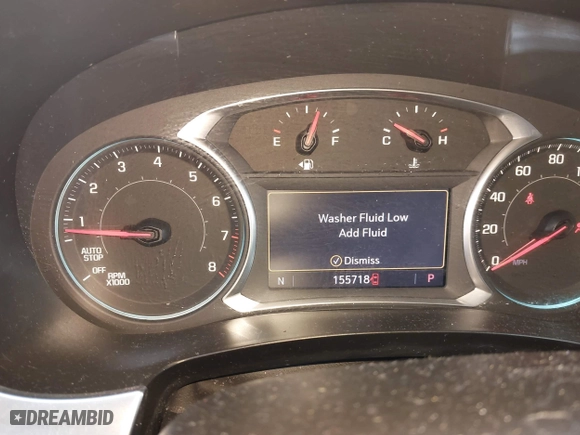 E F
C H
1 2 3 4 5 6 7 8
AUTO
STOP
OFF
RPM
X1000
Washer Fluid Low
Add Fluid
Dismiss
N 155718 P
0 20 40 60 80
MPH
DREAMBID